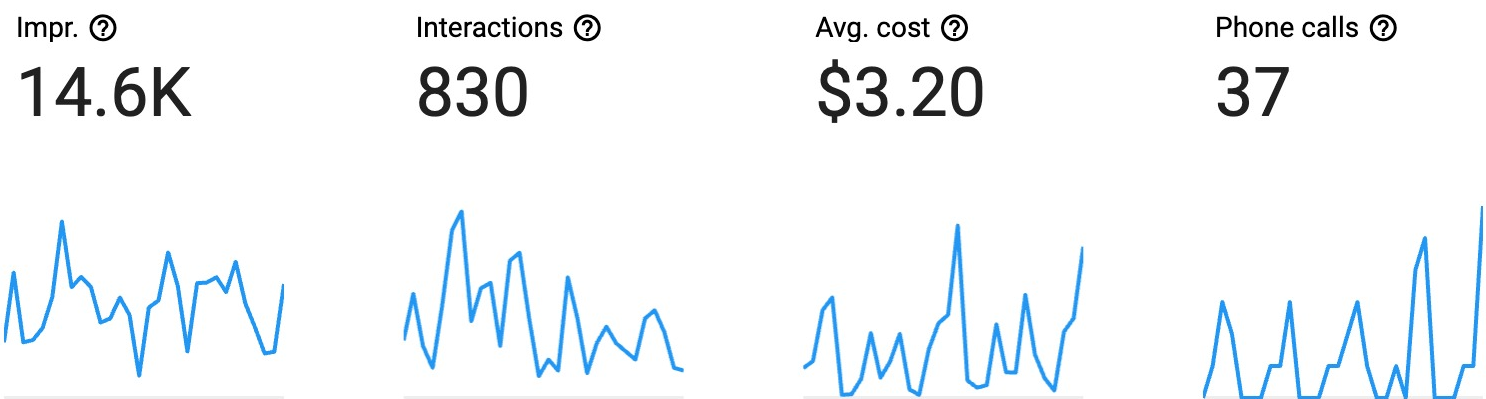 Impr. Interactions Avg. cost Phone calls
14.6K 830 $3.20 37